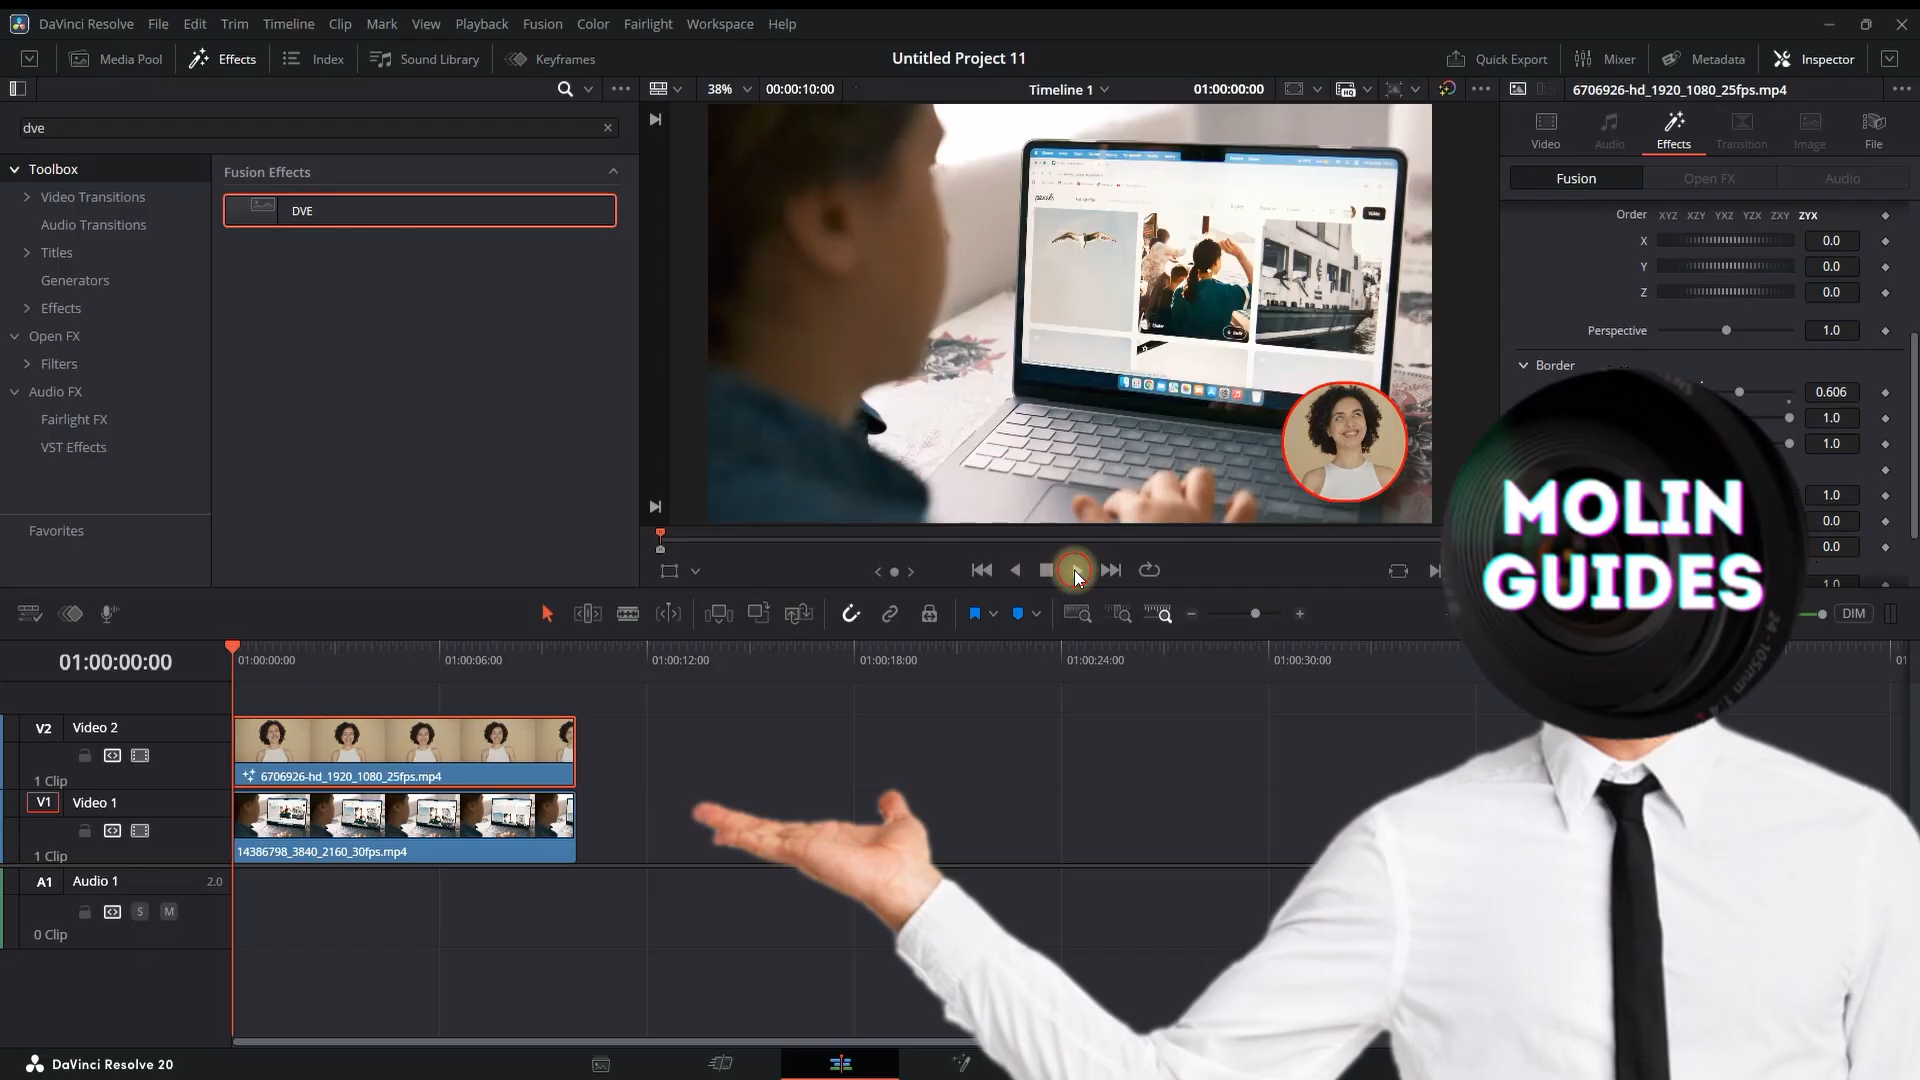 DaVinci Resolve File Edit Trim Timeline Clip Mark View Playback Fusion Color Fairlight Workspace Help
Media Pool Effects Index Sound Library Keyframes Untitled Project 11 Quick Export Mixer Metadata Inspector
38% 00:00:10:00 Timeline 1 01:00:00:00 6706926-hd_1920_1080_25fps.mp4
dve
Video Audio Effects Transition Image File
Toolbox
Fusion Effects
Fusion Open FX Audio
Video Transitions
DVE
Order XYZ XZY YXZ YZX ZXY ZYX
Audio Transitions
X 0.0
Titles
Y 0.0
Generators
Z 0.0
Effects
Perspective 1.0
Open FX
Filters
Border
Audio FX
0.606
Fairlight FX
1.0
VST Effects
1.0
1.0
0.0
Favorites
0.0
1.0
MOLIN
GUIDES
DIM
01:00:00:00
01:00:00:00 01:00:06:00 01:00:12:00 01:00:18:00 01:00:24:00 01:00:30:00 01
V2 Video 2
1 Clip
6706926-hd_1920_1080_25fps.mp4
V1 Video 1
1 Clip
14386798_3840_2160_30fps.mp4
A1 Audio 1 2.0
S M
0 Clip
DaVinci Resolve 20